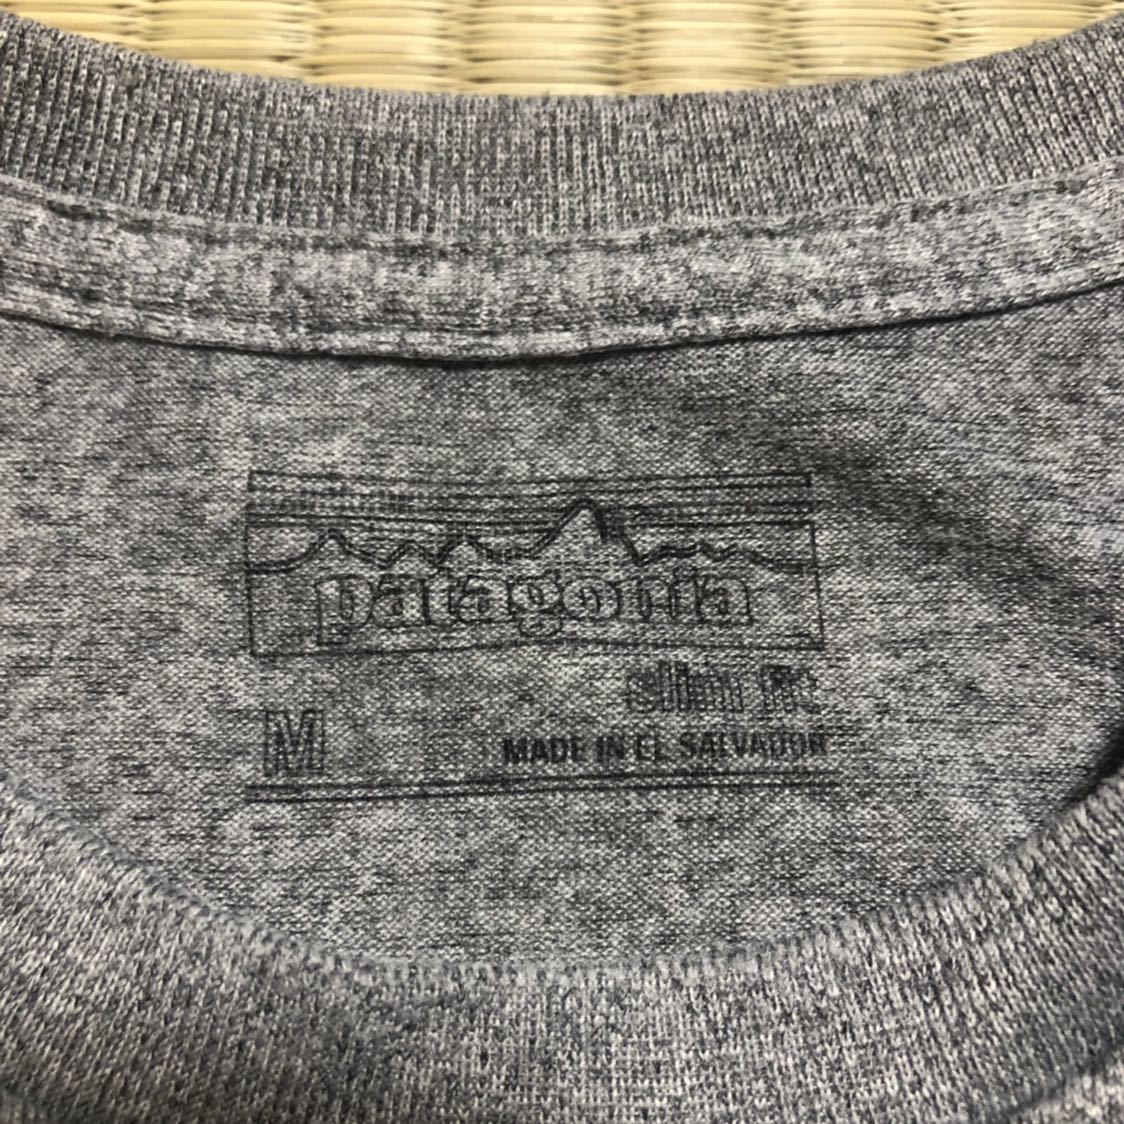 patagonia
slim fit
M
MADE IN EL SALVADOR